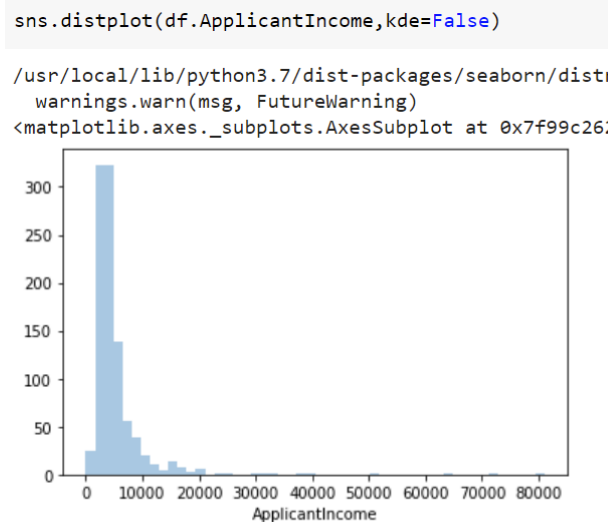 sns.distplot(df.ApplicantIncome,kde=False)
/usr/local/lib/python3.7/dist-packages/seaborn/
warnings.warn(msg, FutureWarning)
<matplotlib.axes._subplots.AxesSubplot at 0x7f99c262
300
250
200
150
100
50
0
0 10000 20000 30000 40000 50000 60000 70000 80000
ApplicantIncome